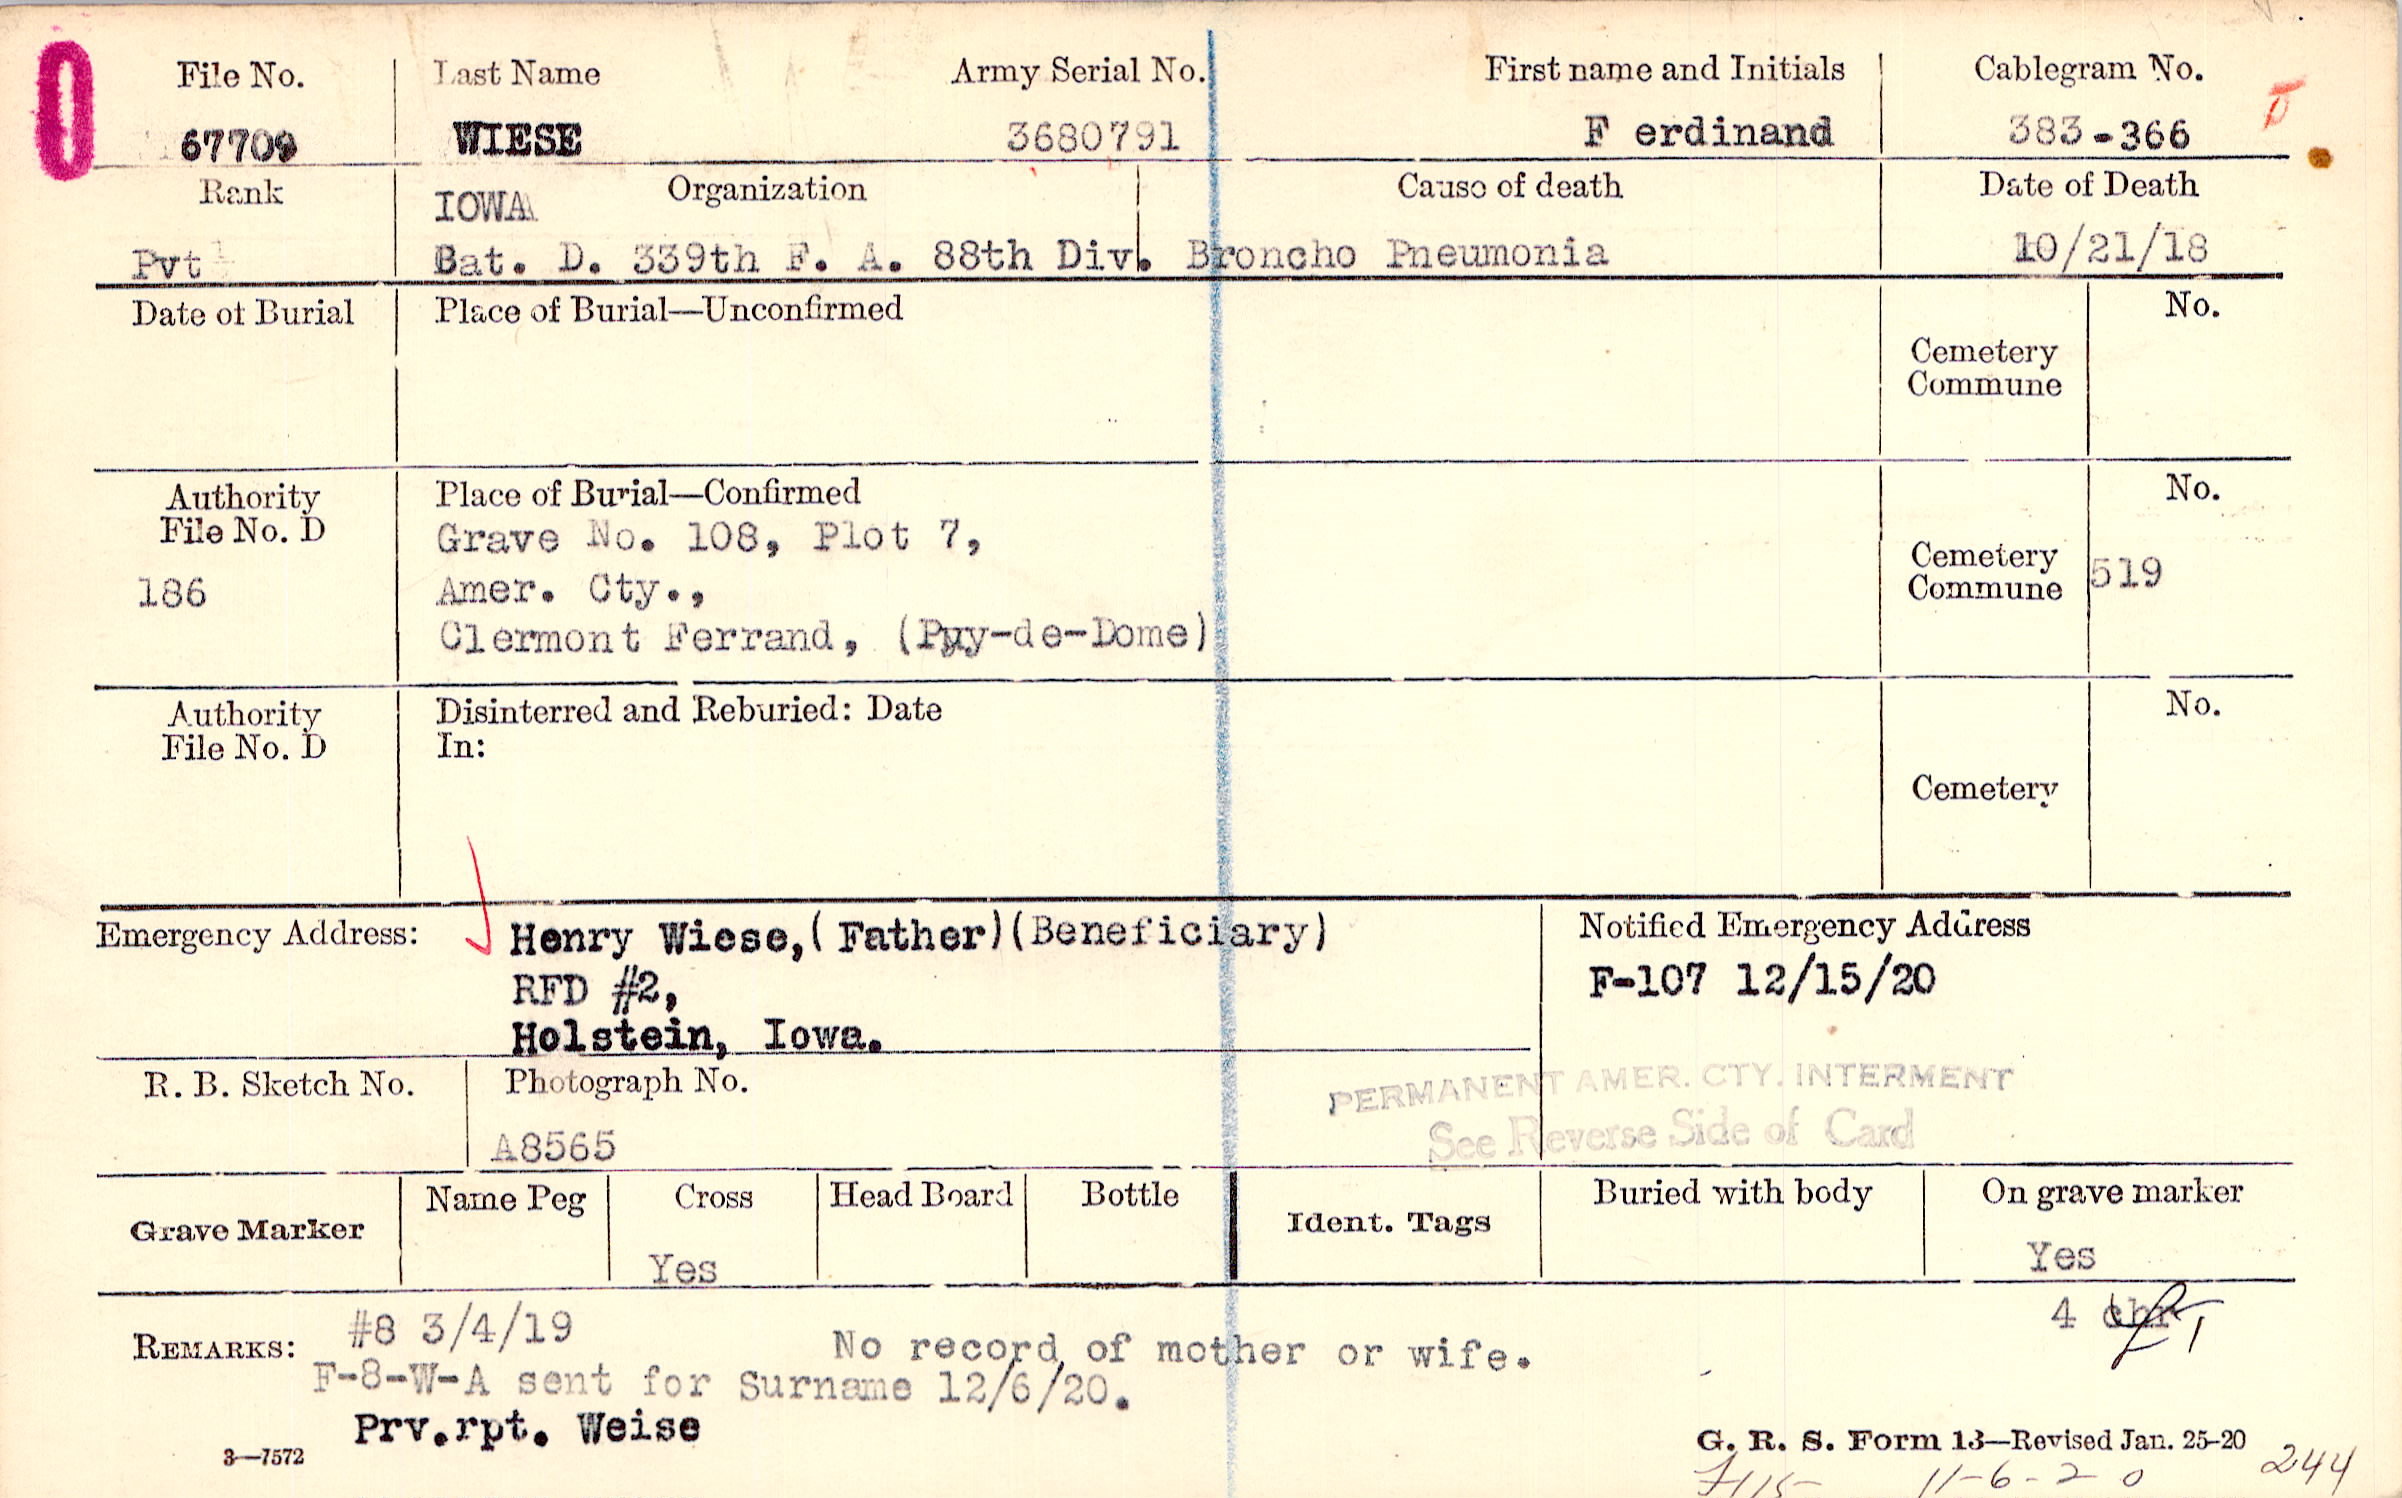 0
File No.
67709
Last Name
WIESE
Army Serial No.
3680791
First name and Initials
F erdinand
Cablegram No.
383-366
Rank
Pvt
IOWA
Organization
Bat. D. 339th F. A. 88th Div.
Cause of death
Broncho Pneumonia
Date of Death
10/21/18
Date of Burial
Place of Burial—Unconfirmed
Cemetery
Commune
No.
Authority
File No. D
186
Place of Burial—Confirmed
Grave No. 108, Plot 7,
Amer. Cty.,
Clermont Ferrand, (Puy-de-Dome)
Cemetery
Commune
No.
519
Authority
File No. D
Disinterred and Reburied: Date
In:
Cemetery
No.
Emergency Address:
Henry Wiese,(Father)(Beneficiary)
RFD #2,
Holstein, Iowa.
Notified Emergency Address
F-107 12/15/20
R. B. Sketch No.
Photograph No.
A8565
PERMANENT AMER. CTY. INTERMENT
See Reverse Side of Card
Grave Marker
Name Peg
Cross
Yes
Head Board
Bottle
Ident. Tags
Buried with body
On grave marker
Yes
4
REMARKS:
#8 3/4/19
No record of mother or wife.
F-8-W-A sent for Surname 12/6/20.
Prv.rpt. Weise
3—7572
G. R. S. Form 13—Revised Jan. 25-20
11-6-20
244